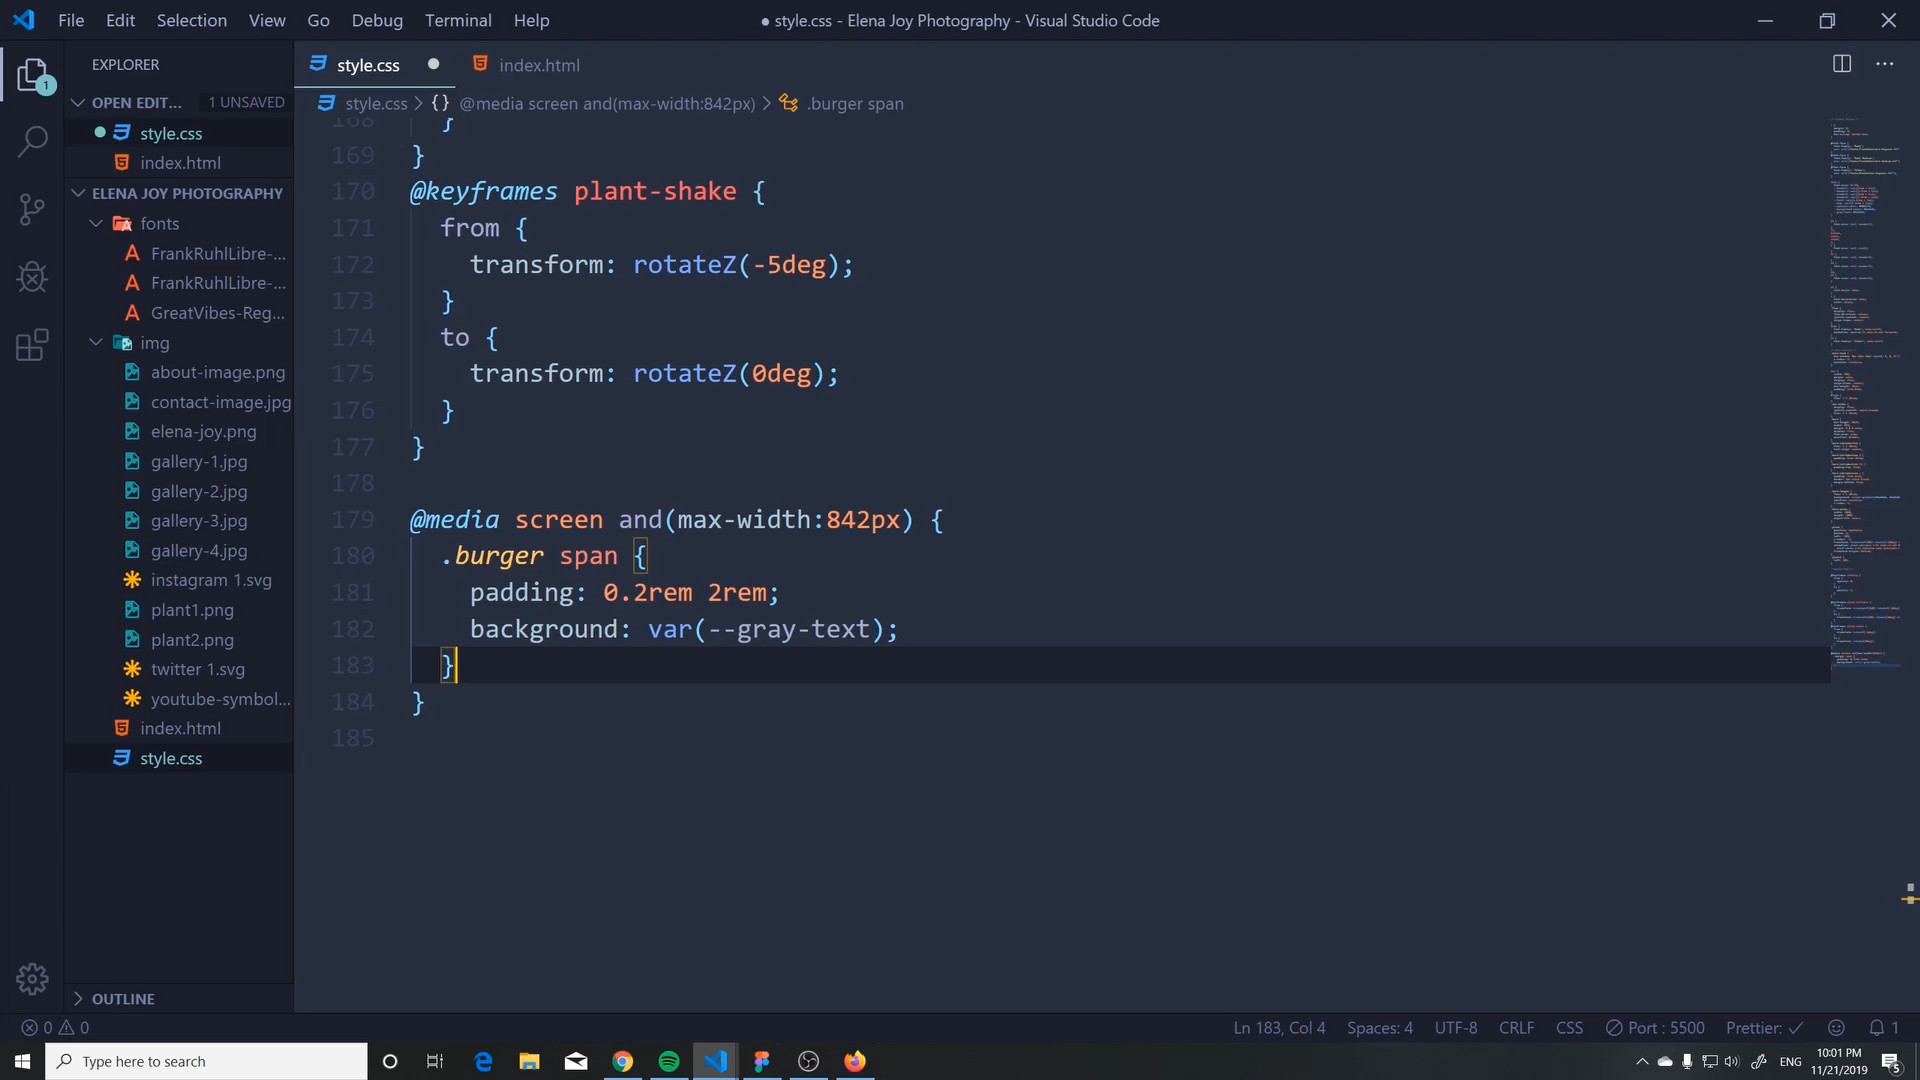 File Edit Selection View Go Debug Terminal Help
● style.css - Elena Joy Photography - Visual Studio Code
EXPLORER
OPEN EDIT... 1 UNSAVED
style.css
index.html
ELENA JOY PHOTOGRAPHY
fonts
FrankRuhlLibre-...
FrankRuhlLibre-...
GreatVibes-Reg...
img
about-image.png
contact-image.jpg
elena-joy.png
gallery-1.jpg
gallery-2.jpg
gallery-3.jpg
gallery-4.jpg
instagram 1.svg
plant1.png
plant2.png
twitter 1.svg
youtube-symbol...
index.html
style.css
OUTLINE
style.css ● index.html
style.css > {} @media screen and(max-width:842px) > .burger span
168 }
169 }
170 @keyframes plant-shake {
171 from {
172 transform: rotateZ(-5deg);
173 }
174 to {
175 transform: rotateZ(0deg);
176 }
177 }
178
179 @media screen and(max-width:842px) {
180 .burger span {
181 padding: 0.2rem 2rem;
182 background: var(--gray-text);
183 }
184 }
185
0 0
Ln 183, Col 4 Spaces: 4 UTF-8 CRLF CSS Port : 5500 Prettier: ✓ 1
Type here to search
ENG
10:01 PM
11/21/2019
5
1